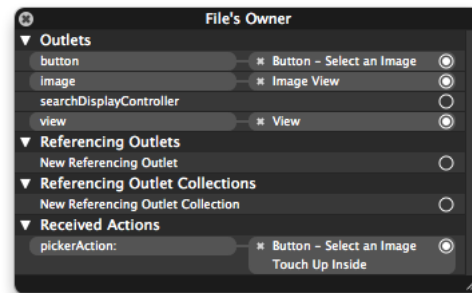 File's Owner
Outlets
button Button – Select an Image
image Image View
searchDisplayController
view View
Referencing Outlets
New Referencing Outlet
Referencing Outlet Collections
New Referencing Outlet Collection
Received Actions
pickerAction: Button – Select an Image
Touch Up Inside